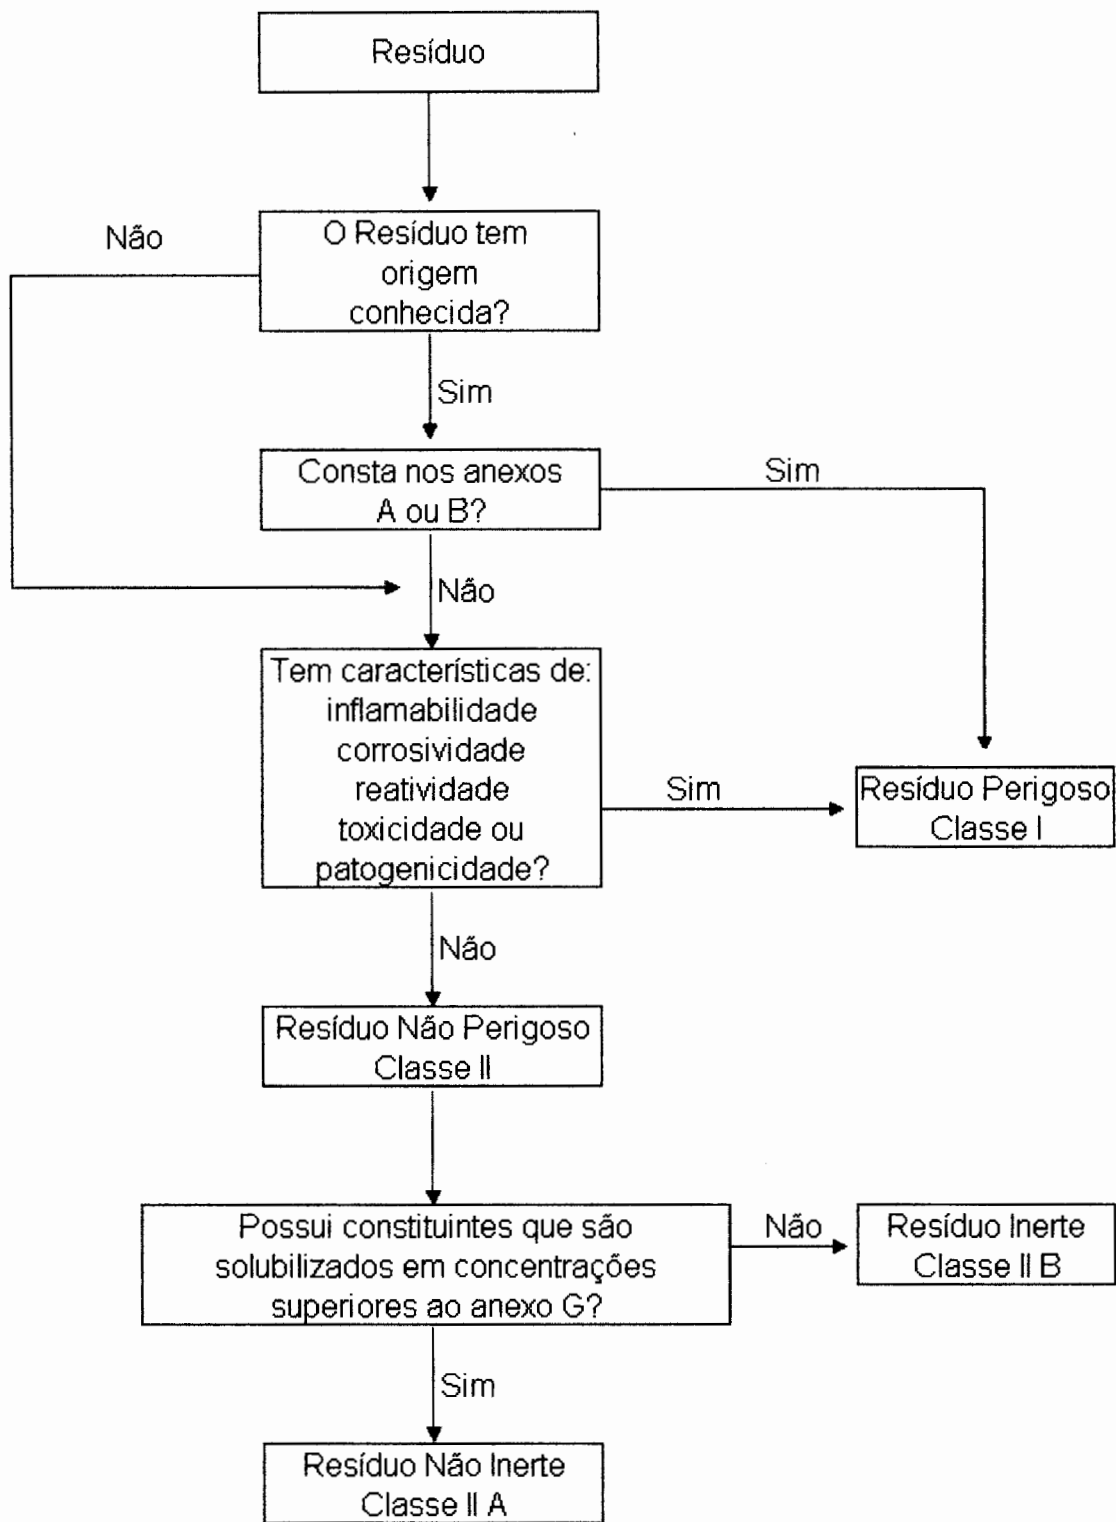 Resíduo
Não
O Resíduo tem
origem
conhecida?
Sim
Consta nos anexos
A ou B?
Sim
Não
Tem características de:
inflamabilidade
corrosividade
reatividade
toxicidade ou
patogenicidade?
Sim
Resíduo Perigoso
Classe I
Não
Resíduo Não Perigoso
Classe II
Possui constituintes que são
solubilizados em concentrações
superiores ao anexo G?
Não
Resíduo Inerte
Classe II B
Sim
Resíduo Não Inerte
Classe II A